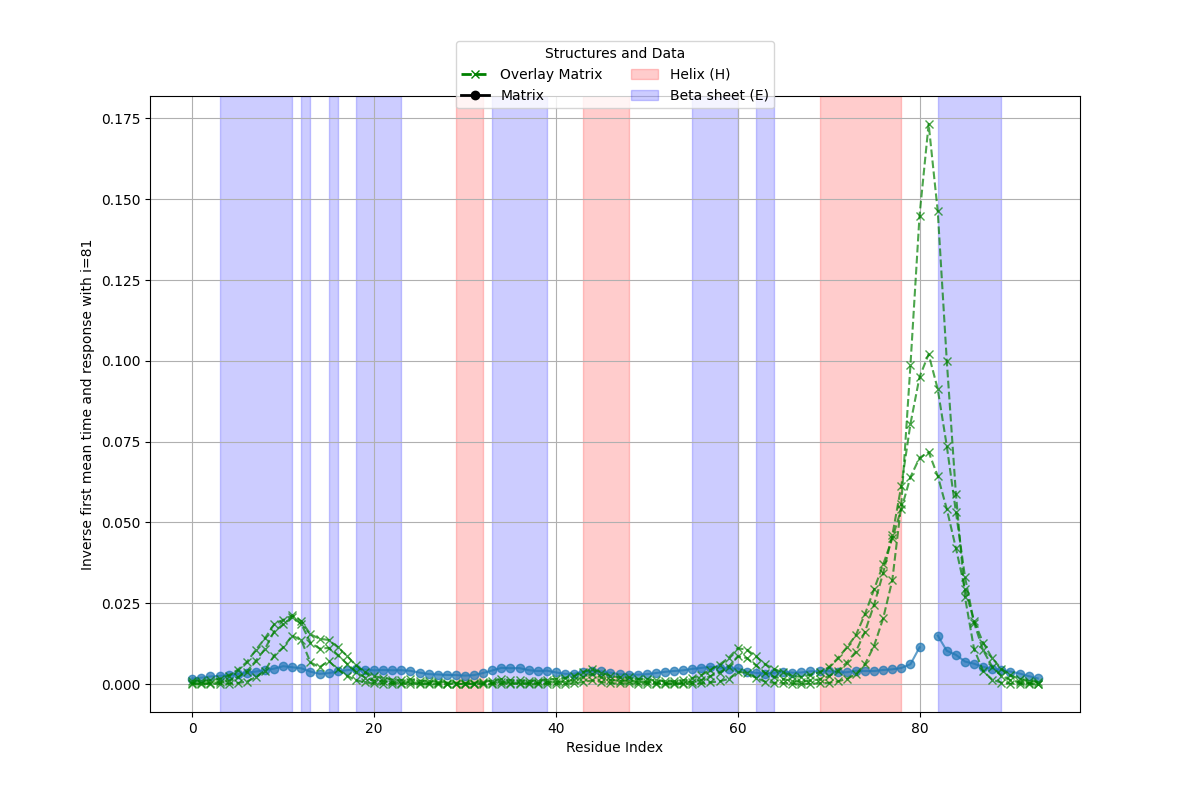 Structures and Data
Overlay Matrix
Matrix
Helix (H)
Beta sheet (E)
Inverse first mean time and response with i=81
0.175
0.150
0.125
0.100
0.075
0.050
0.025
0.000
0 20 40 60 80
Residue Index